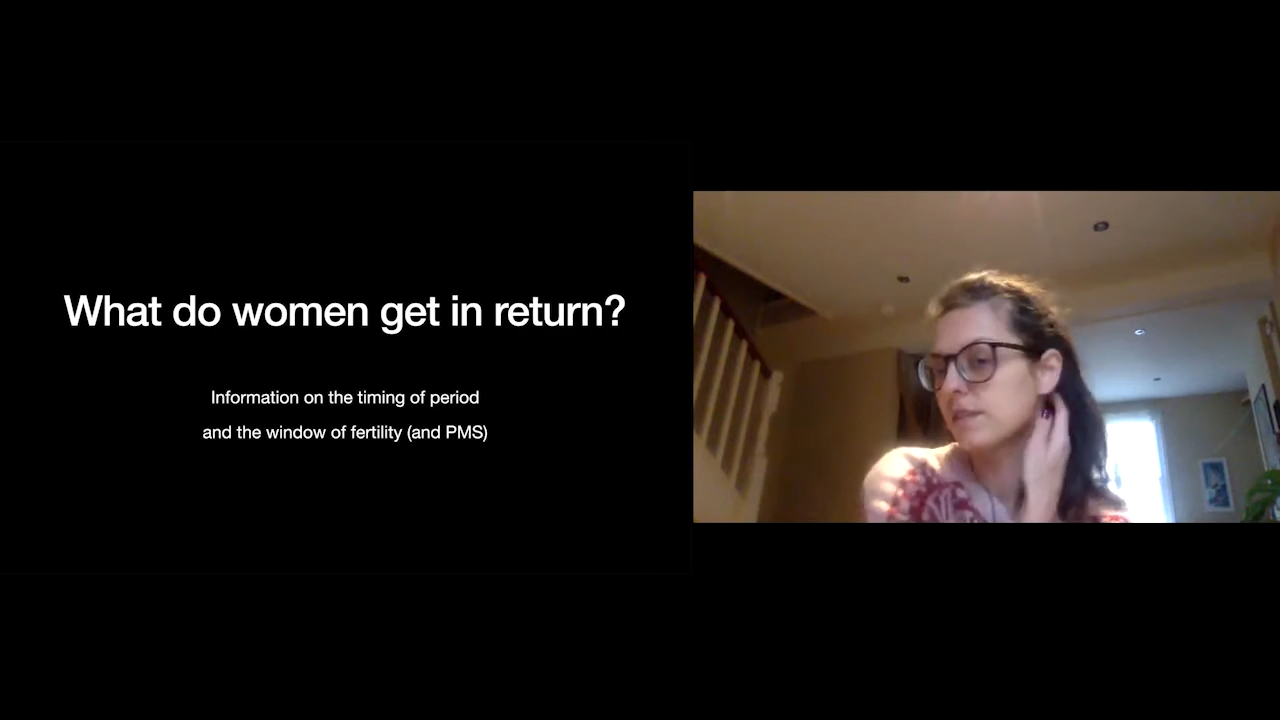 What do women get in return?
Information on the timing of period
and the window of fertility (and PMS)